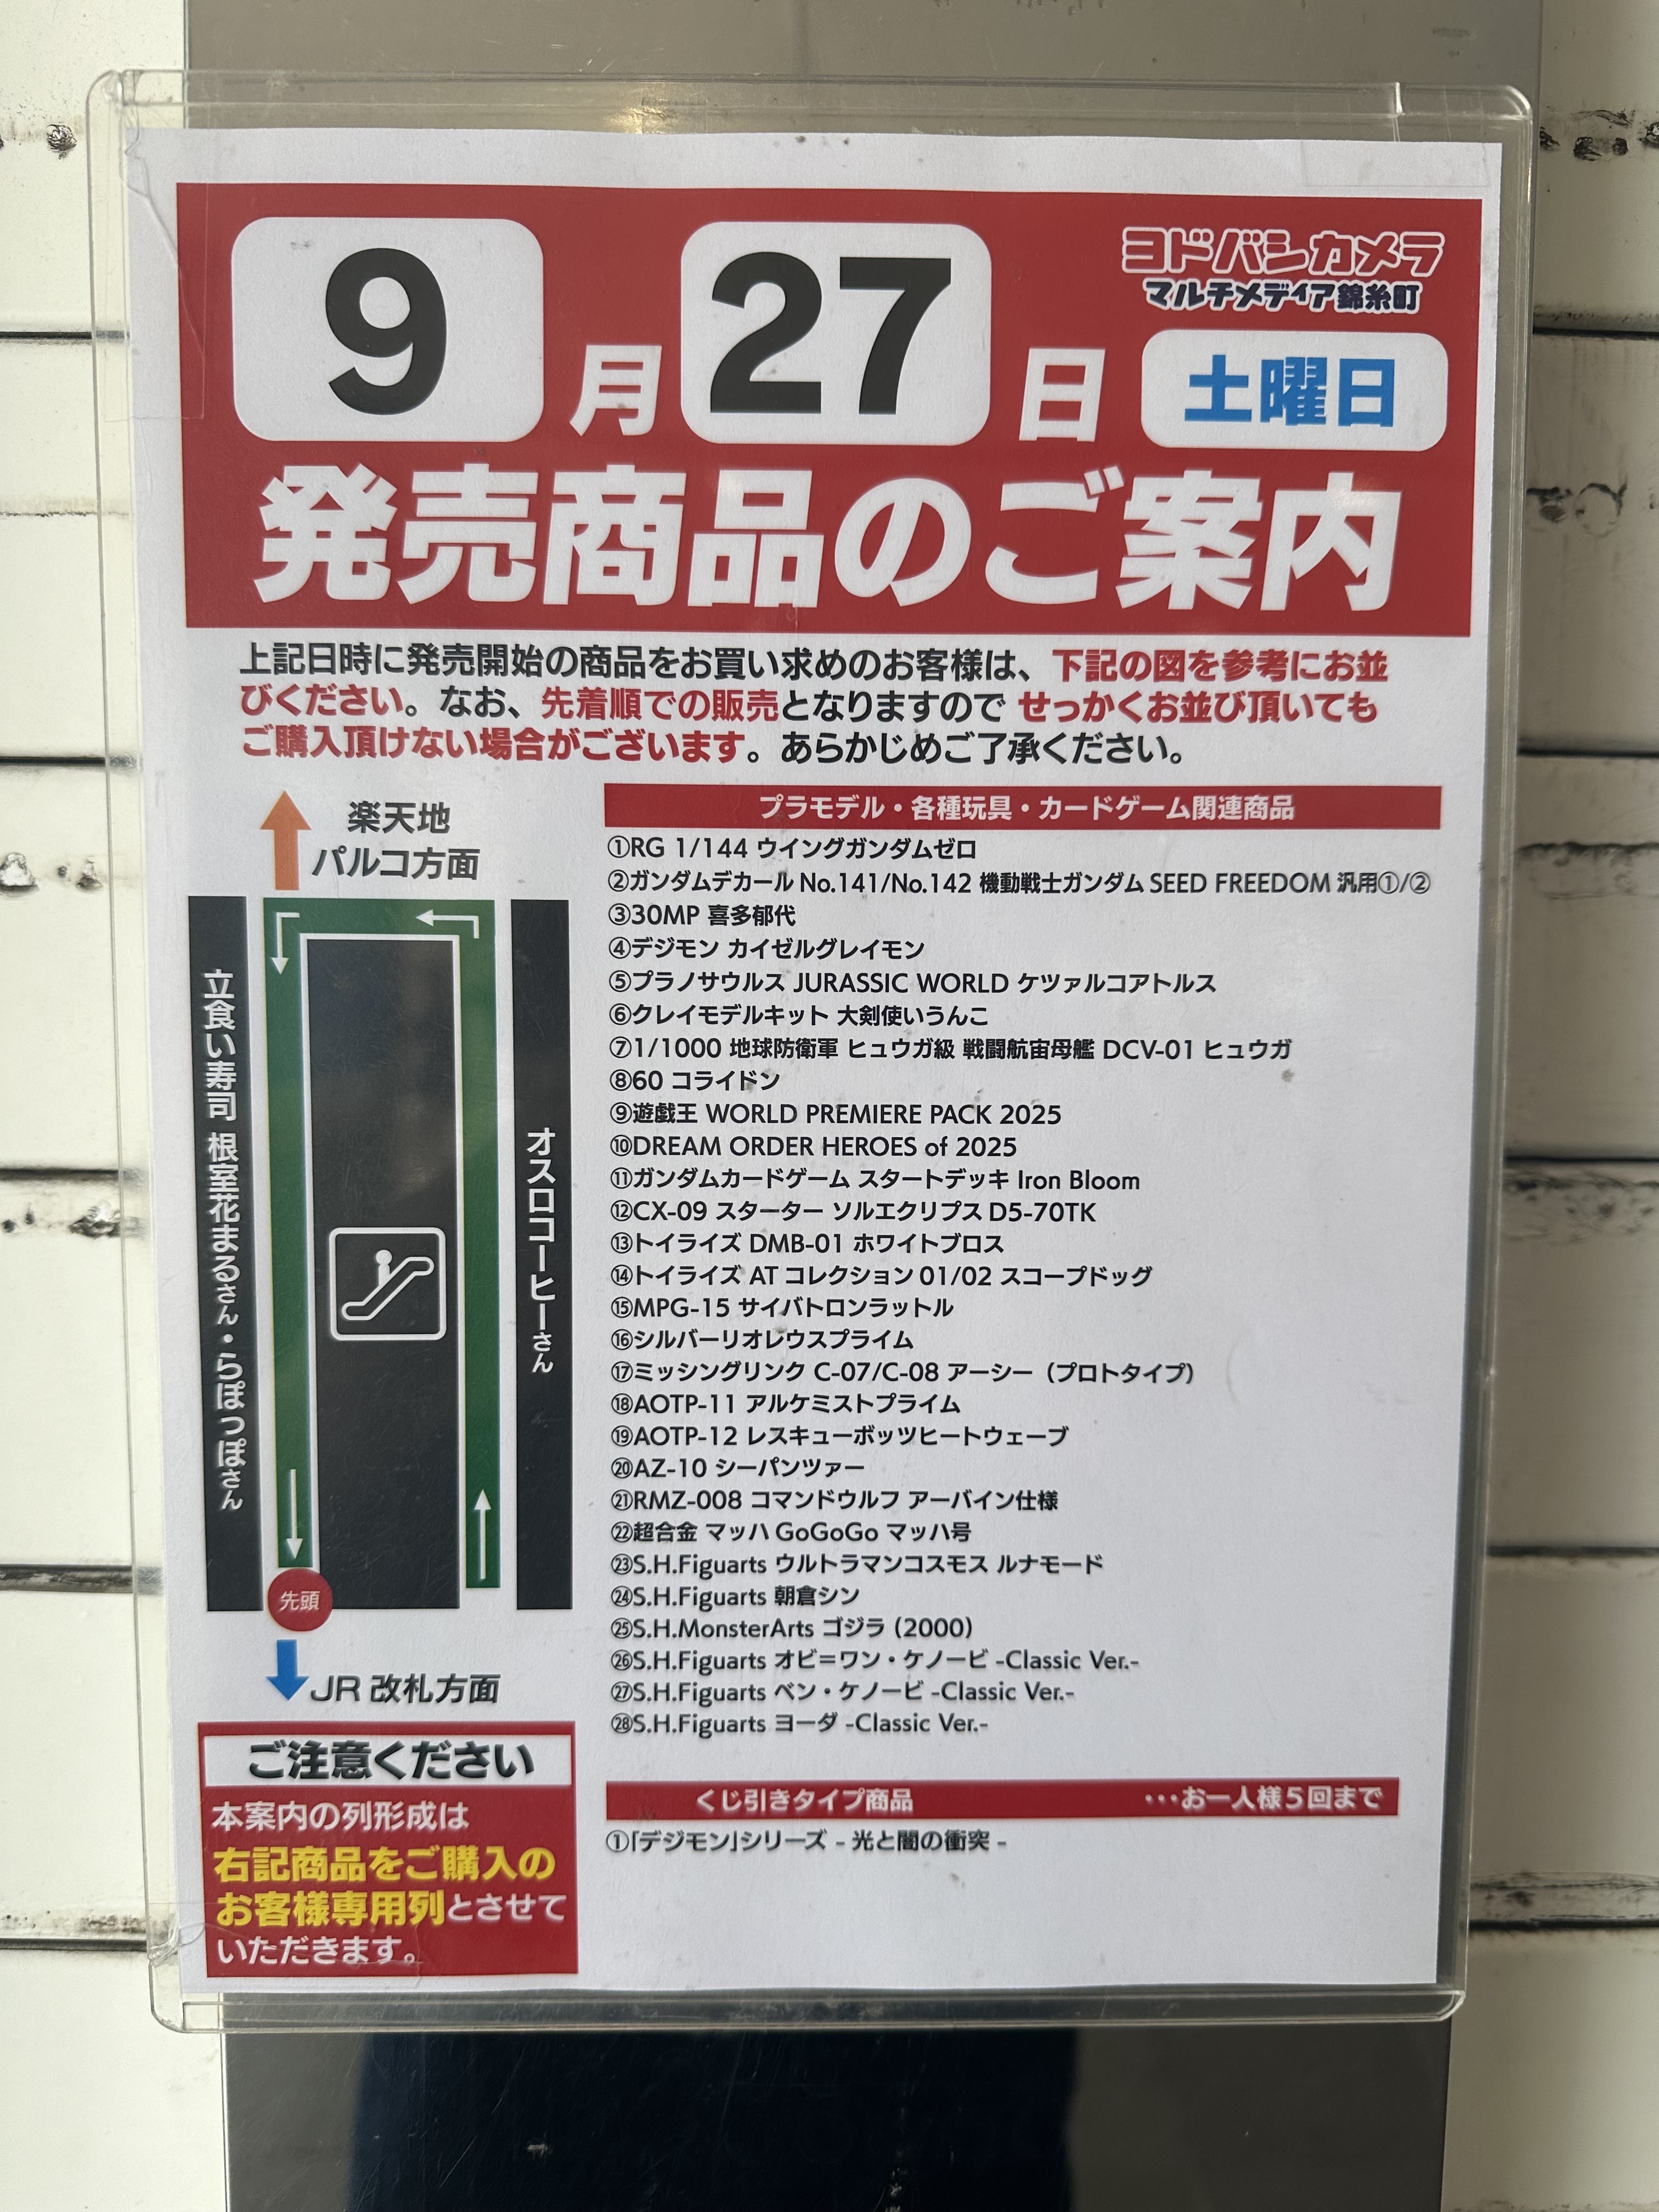 ヨドバシカメラ
マルチメディア錦糸町
9月27日 土曜日
発売商品のご案内
上記日時に発売開始の商品をお買い求めのお客様は、下記の図を参考にお並
びください。なお、先着順での販売となりますので せっかくお並び頂いても
ご購入頂けない場合がございます。あらかじめご了承ください。
楽天地
パルコ方面
立食い寿司 根室花まるさん・らぽっぽさん
オスロコーヒーさん
先頭
JR 改札方面
ご注意ください
本案内の列形成は
右記商品をご購入の
お客様専用列とさせて
いただきます。
プラモデル・各種玩具・カードゲーム関連商品
①RG 1/144 ウイングガンダムゼロ
②ガンダムデカール No.141/No.142 機動戦士ガンダム SEED FREEDOM 汎用①/②
③30MP 喜多郁代
④デジモン カイゼルグレイモン
⑤プラノサウルス JURASSIC WORLD ケツァルコアトルス
⑥クレイモデルキット 大剣使いうんこ
⑦1/1000 地球防衛軍 ヒュウガ級 戦闘航宙母艦 DCV-01 ヒュウガ
⑧60 コライドン
⑨遊戯王 WORLD PREMIERE PACK 2025
⑩DREAM ORDER HEROES of 2025
⑪ガンダムカードゲーム スタートデッキ Iron Bloom
⑫CX-09 スターター ソルエクリプス D5-70TK
⑬トイライズ DMB-01 ホワイトブロス
⑭トイライズ AT コレクション 01/02 スコープドッグ
⑮MPG-15 サイバトロンラットル
⑯シルバーリオレウスプライム
⑰ミッシングリンク C-07/C-08 アーシー（プロトタイプ）
⑱AOTP-11 アルケミストプライム
⑲AOTP-12 レスキューボッツヒートウェーブ
⑳AZ-10 シーパンツァー
㉑RMZ-008 コマンドウルフ アーバイン仕様
㉒超合金 マッハ GoGoGo マッハ号
㉓S.H.Figuarts ウルトラマンコスモス ルナモード
㉔S.H.Figuarts 朝倉シン
㉕S.H.MonsterArts ゴジラ (2000)
㉖S.H.Figuarts オビ＝ワン・ケノービ -Classic Ver.-
㉗S.H.Figuarts ベン・ケノービ -Classic Ver.-
㉘S.H.Figuarts ヨーダ -Classic Ver.-
くじ引きタイプ商品 ･･･お一人様５回まで
①「デジモン」シリーズ - 光と闇の衝突 -